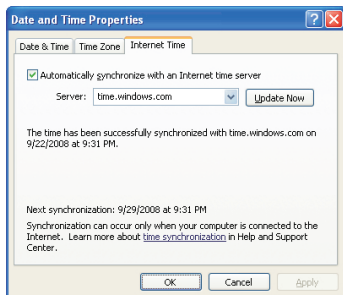 Date and Time Properties
Date & Time
Time Zone
Internet Time
Automatically synchronize with an Internet time server
Server: time.windows.com Update Now
The time has been successfully synchronized with time.windows.com on
9/22/2008 at 9:31 PM.
Next synchronization: 9/29/2008 at 9:31 PM
Synchronization can occur only when your computer is connected to the
Internet. Learn more about time synchronization in Help and Support
Center.
OK Cancel Apply